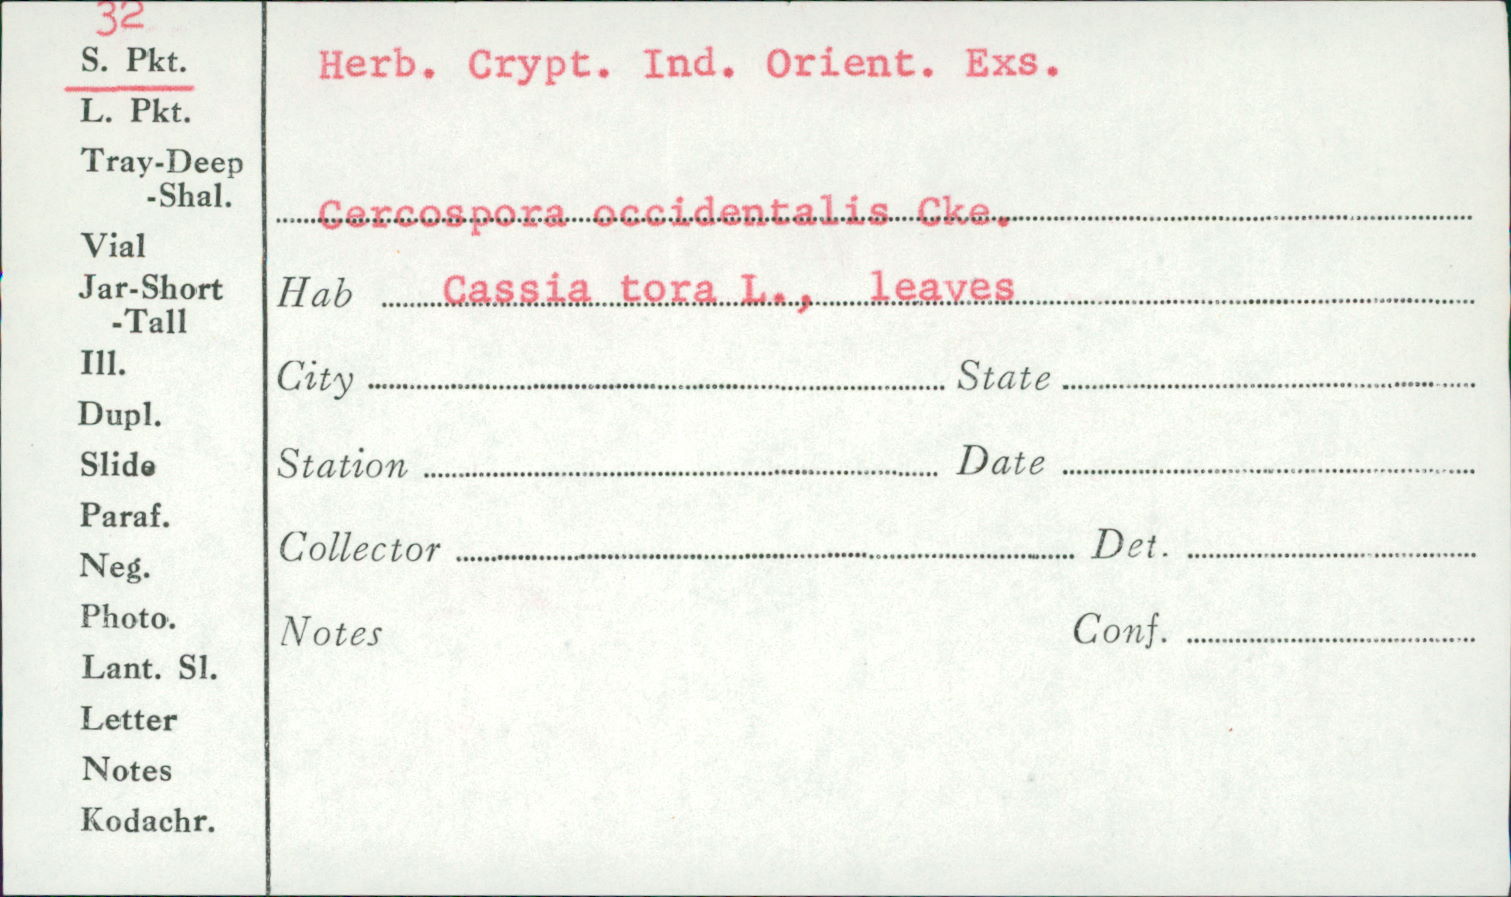 32
S. Pkt.
L. Pkt.
Tray-Deep
-Shal.
Vial
Jar-Short
-Tall
Ill.
Dupl.
Slide
Paraf.
Neg.
Photo.
Lant. Sl.
Letter
Notes
Kodachr.
Herb. Crypt. Ind. Orient. Exs.
Cercospora occidentalis Cke.
Hab Cassia tora L., leaves
City State
Station Date
Collector Det.
Notes Conf.